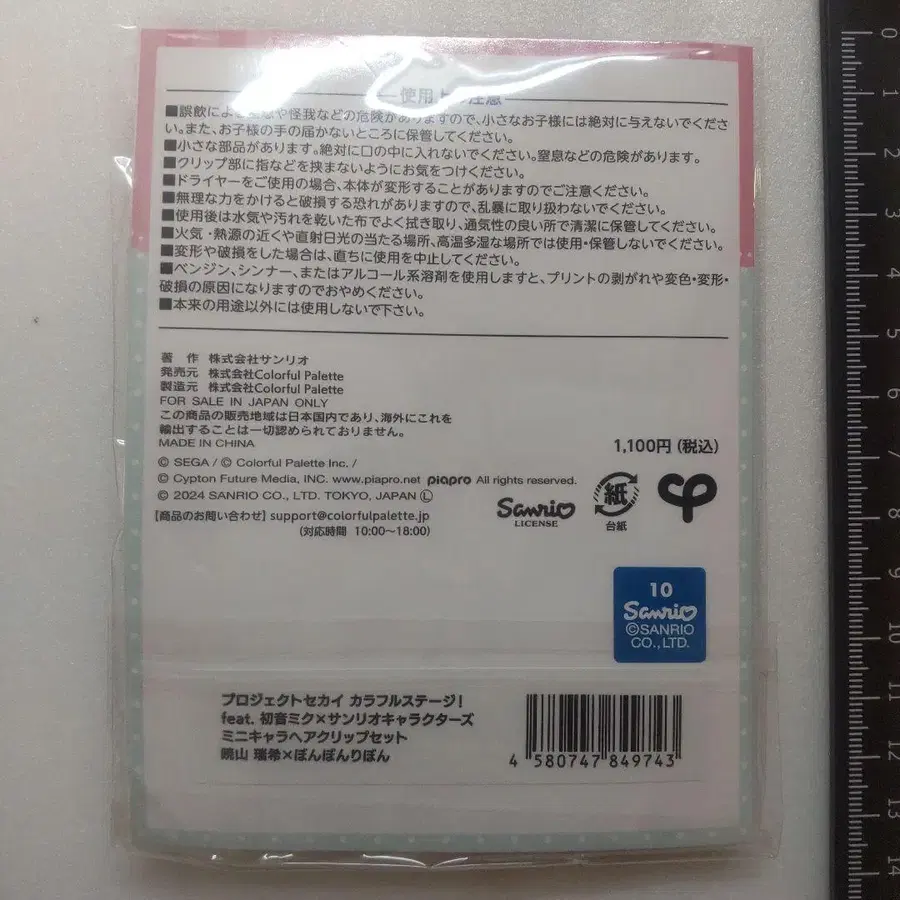 使用上の注意
■誤飲による窒息や怪我などの危険がありますので、小さなお子様には絶対に与えないでくださ
い。また、お子様の手の届かないところに保管してください。
■小さな部品があります。絶対に口の中に入れないでください。窒息などの危険があります。
■クリップ部に指などを挟まないようにお気をつけください。
■ドライヤーをご使用の場合、本体が変形することがありますのでご注意ください。
■無理な力をかけると破損する恐れがありますので、乱暴に取り扱わないでください。
■使用後は水気や汚れを乾いた布でよく拭き取り、通気性の良い所で清潔に保管してください。
■火気・熱源の近くや直射日光の当たる場所、高温多湿な場所では使用・保管しないでください。
■変形や破損をした場合は、直ちに使用を中止してください。
■ベンジン、シンナー、またはアルコール系溶剤を使用しますと、プリントの剥がれや変色・変形・
破損の原因になりますのでおやめください。
■本来の用途以外には使用しないで下さい。
著 作 株式会社サンリオ
発売元 株式会社Colorful Palette
製造元 株式会社Colorful Palette
FOR SALE IN JAPAN ONLY
この商品の販売地域は日本国内であり、海外にこれを
輸出することは一切認められておりません。
MADE IN CHINA
1,100円(税込)
© SEGA / © Colorful Palette Inc. /
© Cypton Future Media, INC. www.piapro.net piapro All rights reserved.
© 2024 SANRIO CO., LTD. TOKYO, JAPAN Ⓛ
【商品のお問い合わせ】support@colorfulpalette.jp
(対応時間 10:00〜18:00)
Sanrio
LICENSE
紙
台紙
10
Sanrio
©SANRIO
CO., LTD.
プロジェクトセカイ カラフルステージ!
feat. 初音ミク×サンリオキャラクターズ
ミニキャラヘアクリップセット
暁山 瑞希×ぼんぼんりぼん
4 580747 849743
0
1
2
3
4
5
6
7
8
9
10
11
12
13
14